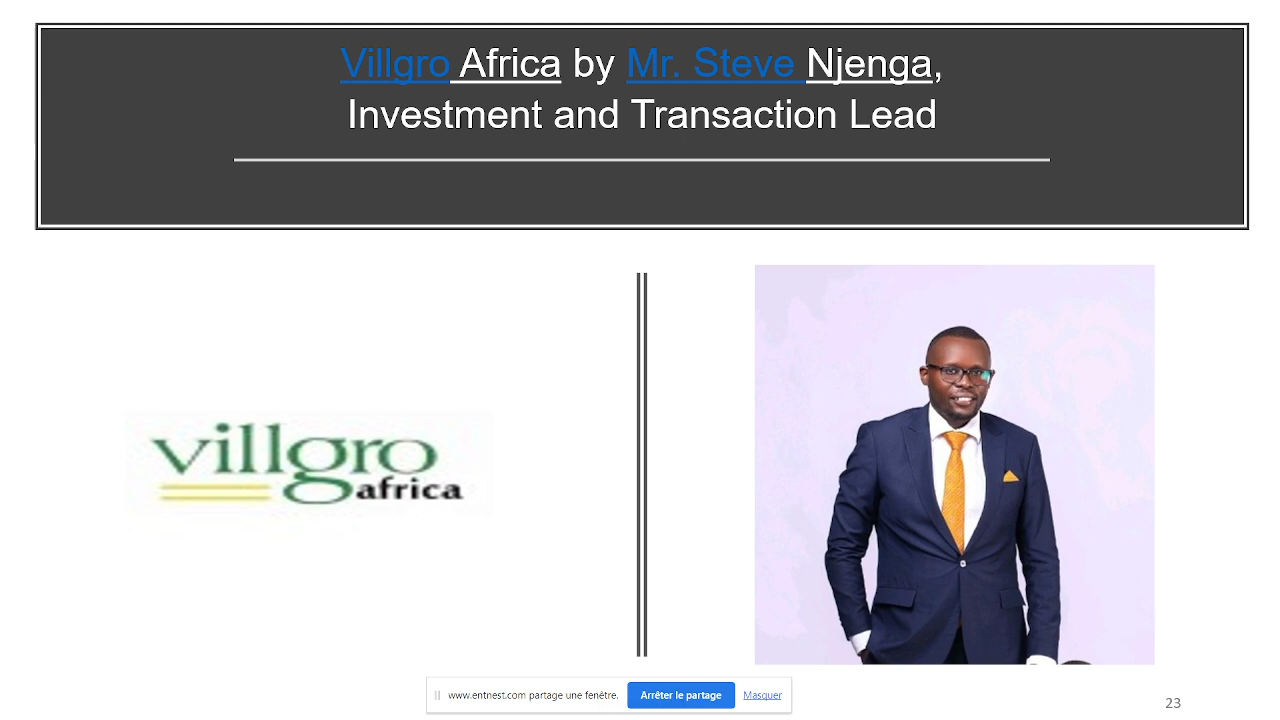 Villgro Africa by Mr. Steve Njenga,
Investment and Transaction Lead
villgro
africa
www.entnest.com partage une fenêtre. Arrêter le partage Masquer
23